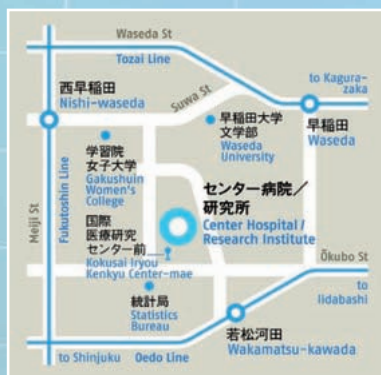 Waseda St
Tozai Line
to Kagura-
zaka
西早稲田
Nishi-waseda
Suwa St
早稲田大学
文学部
Waseda
University
早稲田
Waseda
学習院
女子大学
Gakushuin
Women's
College
Meiji St
Fukutoshin Line
センター病院／
研究所
Center Hospital /
Research Institute
国際
医療研究
センター前
Kokusai Iryou
Kenkyu Center-mae
Ōkubo St
to
Iidabashi
統計局
Statistics
Bureau
若松河田
Wakamatsu-kawada
to Shinjuku
Oedo Line